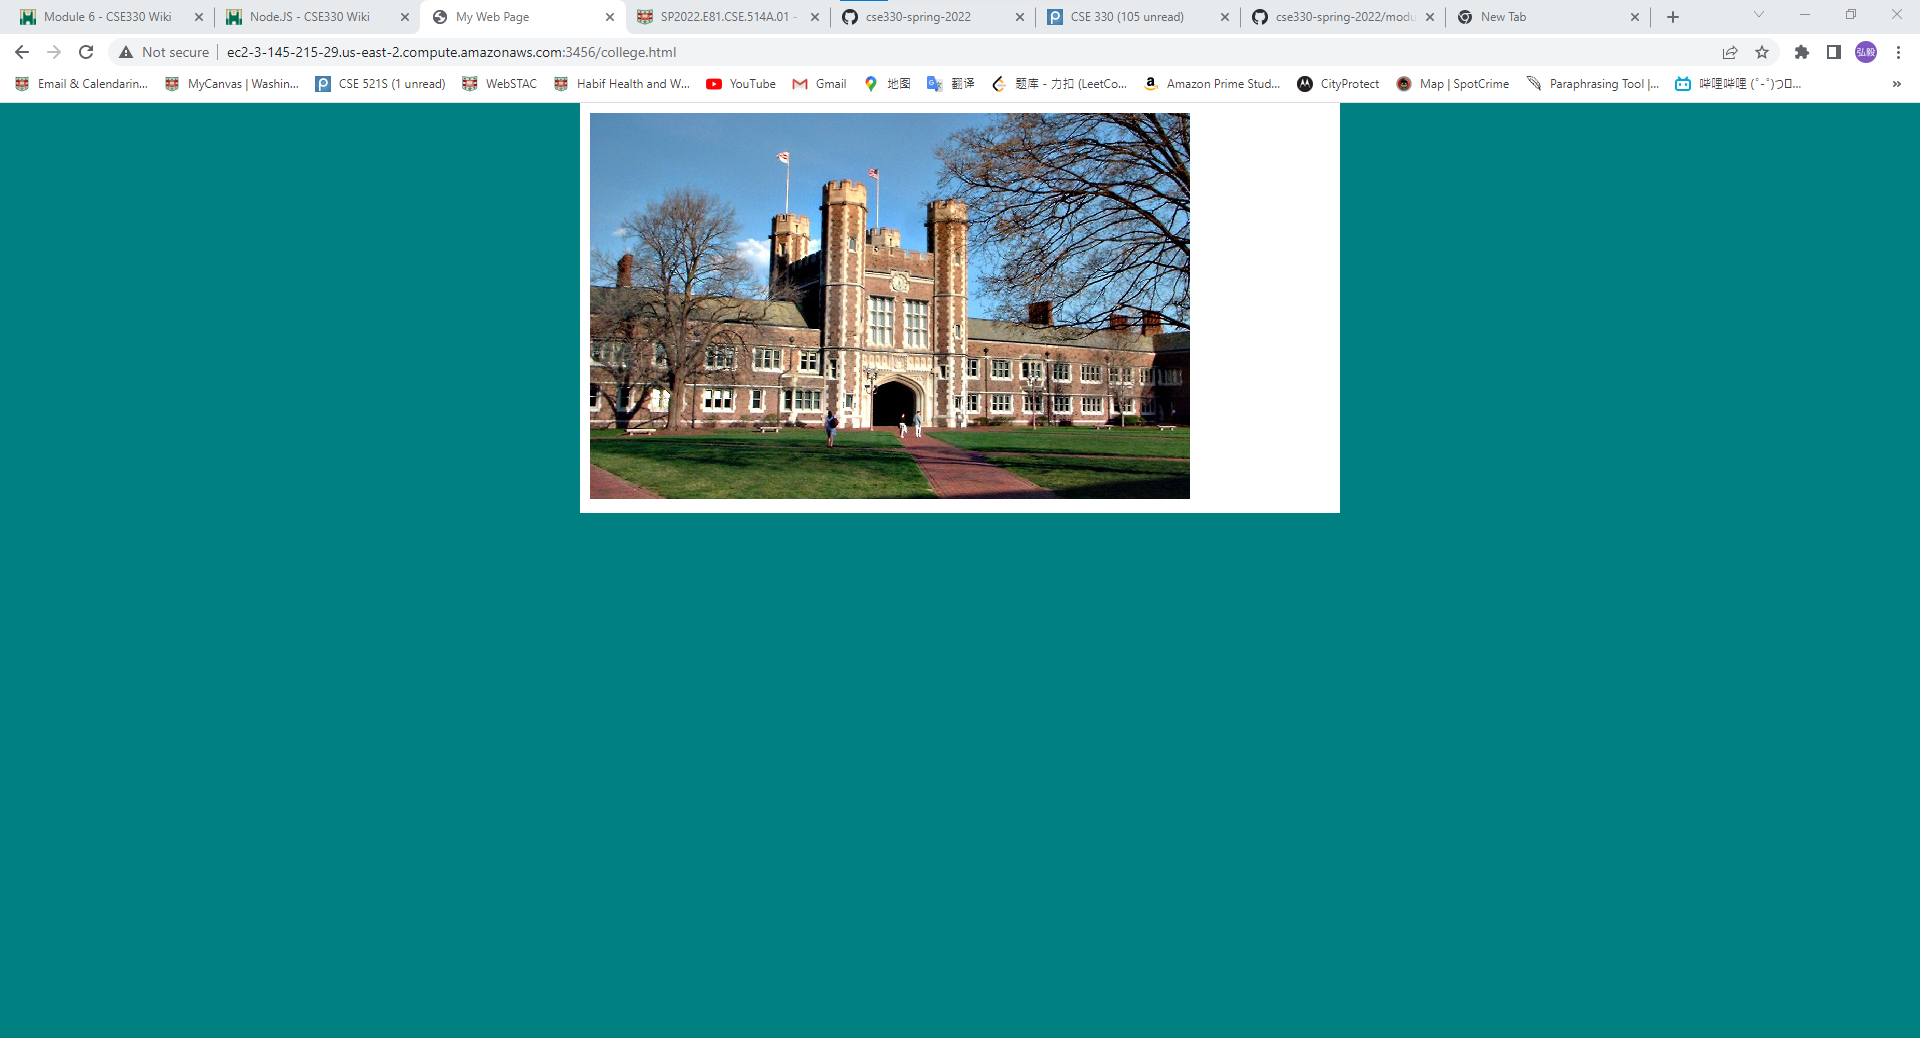 Module 6 - CSE330 Wiki
Node.JS - CSE330 Wiki
My Web Page
SP2022.E81.CSE.514A.01 -
cse330-spring-2022
CSE 330 (105 unread)
cse330-spring-2022/modu
New Tab
Not secure
ec2-3-145-215-29.us-east-2.compute.amazonaws.com:3456/college.html
弘毅
Email & Calendarin...
MyCanvas | Washin...
CSE 521S (1 unread)
WebSTAC
Habif Health and W...
YouTube
Gmail
地图
翻译
题库 - 力扣 (LeetCo...
Amazon Prime Stud...
CityProtect
Map | SpotCrime
Paraphrasing Tool |...
哔哩哔哩 (ﾟ-ﾟ)つ...